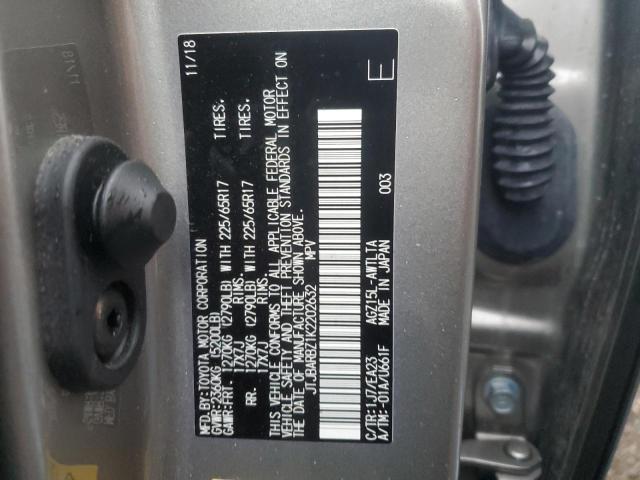 MFD.BY:TOYOTA MOTOR CORPORATION 11/18
GVWR:2360KG (5200LB)
GAWR:FRT. 1270KG (2790LB) WITH 225/65R17 TIRES.
17X7J RIMS.
RR. 1270KG (2790LB) WITH 225/65R17 TIRES.
17X7J RIMS.
THIS VEHICLE CONFORMS TO ALL APPLICABLE FEDERAL MOTOR
VEHICLE SAFETY AND THEFT PREVENTION STANDARDS IN EFFECT ON
THE DATE OF MANUFACTURE SHOWN ABOVE.
JTJBARBZ1K2202632 MPV
C/TR:1J7/EA23 AGZ15L-AWTLTA 003 E
A/TM:-01A/U661F MADE IN JAPAN